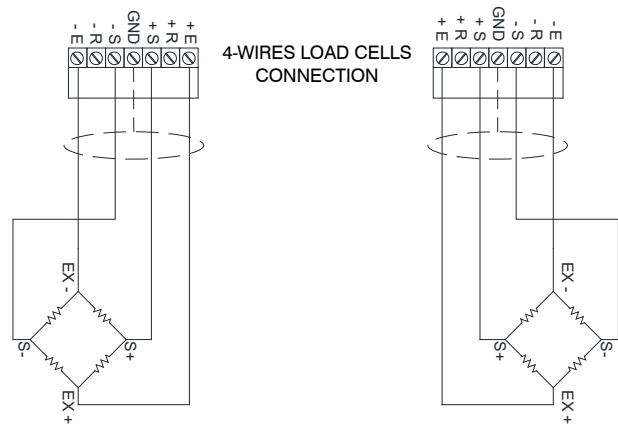 - E
- R
- S
GND
+ S
+ R
+ E
4-WIRES LOAD CELLS
CONNECTION
+ E
+ R
+ S
GND
- S
- R
- E
EX -
S-
S+
EX +
EX -
S+
S-
EX +